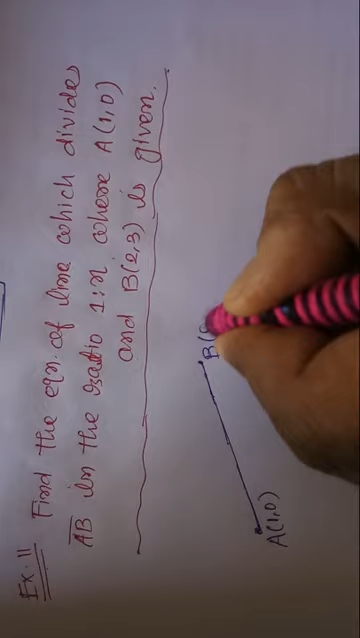 Ex. 11 Find the eqn. of line which divides
AB in the ratio 1:n where A(1,0)
and B(2,3) is given.
B(
A(1,0)